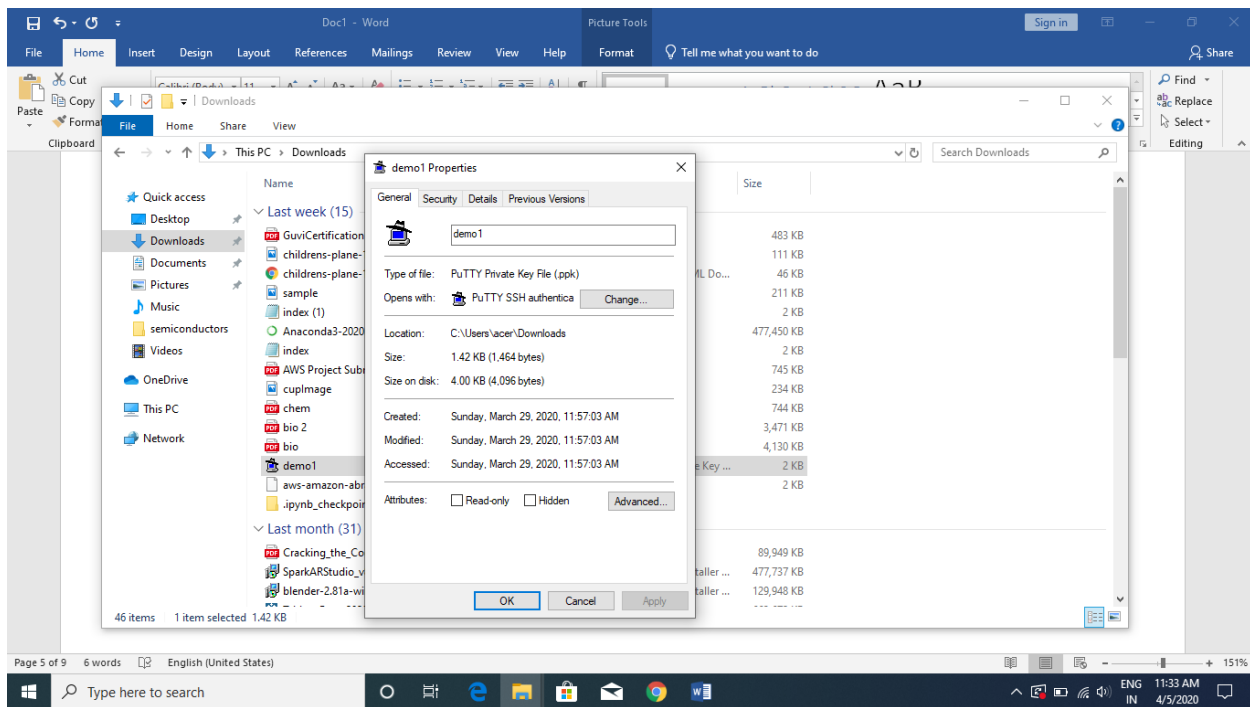 Doc1 - Word
Picture Tools
Sign in
File Home Insert Design Layout References Mailings Review View Help Format Tell me what you want to do Share
Paste
Cut
Copy
Clipboard
Find
Replace
Select
Editing
Downloads
File Home Share View
This PC > Downloads
Search Downloads
Quick access
Desktop
Downloads
Documents
Pictures
Music
semiconductors
Videos
OneDrive
This PC
Network
Name Size
Last week (15)
GuviCertification 483 KB
childrens-plane- 111 KB
childrens-plane- 46 KB
sample 211 KB
index (1) 2 KB
Anaconda3-2020 477,450 KB
index 2 KB
AWS Project Sub 745 KB
cupImage 234 KB
chem 744 KB
bio 2 3,471 KB
bio 4,130 KB
demo1 e Key ... 2 KB
aws-amazon-abr 2 KB
.ipynb_checkpoi
Last month (31)
Cracking_the_Co 89,949 KB
SparkARStudio_v taller ... 477,737 KB
blender-2.81a-wi taller ... 129,948 KB
46 items 1 item selected 1.42 KB
demo1 Properties
General Security Details Previous Versions
demo1
Type of file: PuTTY Private Key File (.ppk)
Opens with: PuTTY SSH authentica Change...
Location: C:\Users\acer\Downloads
Size: 1.42 KB (1,464 bytes)
Size on disk: 4.00 KB (4,096 bytes)
Created: Sunday, March 29, 2020, 11:57:03 AM
Modified: Sunday, March 29, 2020, 11:57:03 AM
Accessed: Sunday, March 29, 2020, 11:57:03 AM
Attributes: Read-only Hidden Advanced...
OK Cancel Apply
Page 5 of 9 6 words English (United States) 151%
Type here to search
ENG
IN
11:33 AM
4/5/2020